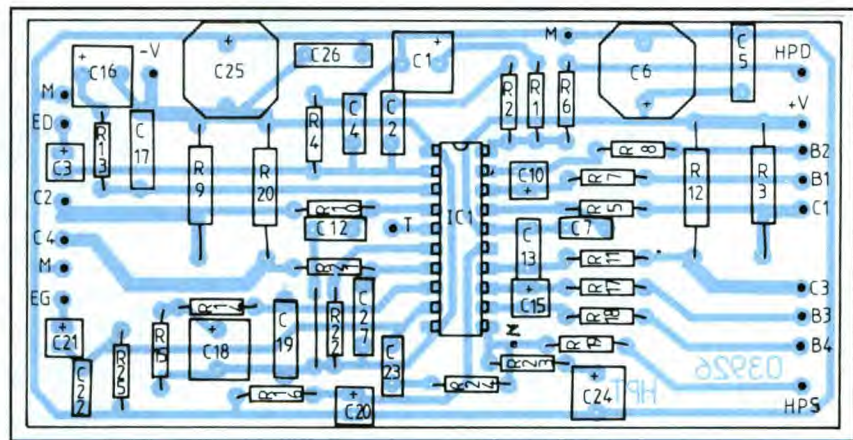 M
HPD
C16
-V
C25
C26
C1
C6
C5
M
+V
ED
R13
C17
R4
C4
C2
R2
R1
R6
C3
R9
R20
C10
R8
B2
R7
B1
R12
R3
C2
R10
IC1
R5
C1
C12
T
C13
C7
C4
R11
M
C15
R17
C3
EG
R14
R22
C27
R18
B3
C21
C18
C19
B4
R25
C23
R23
C22
R16
C20
R24
C24
HPT
03926
HPS